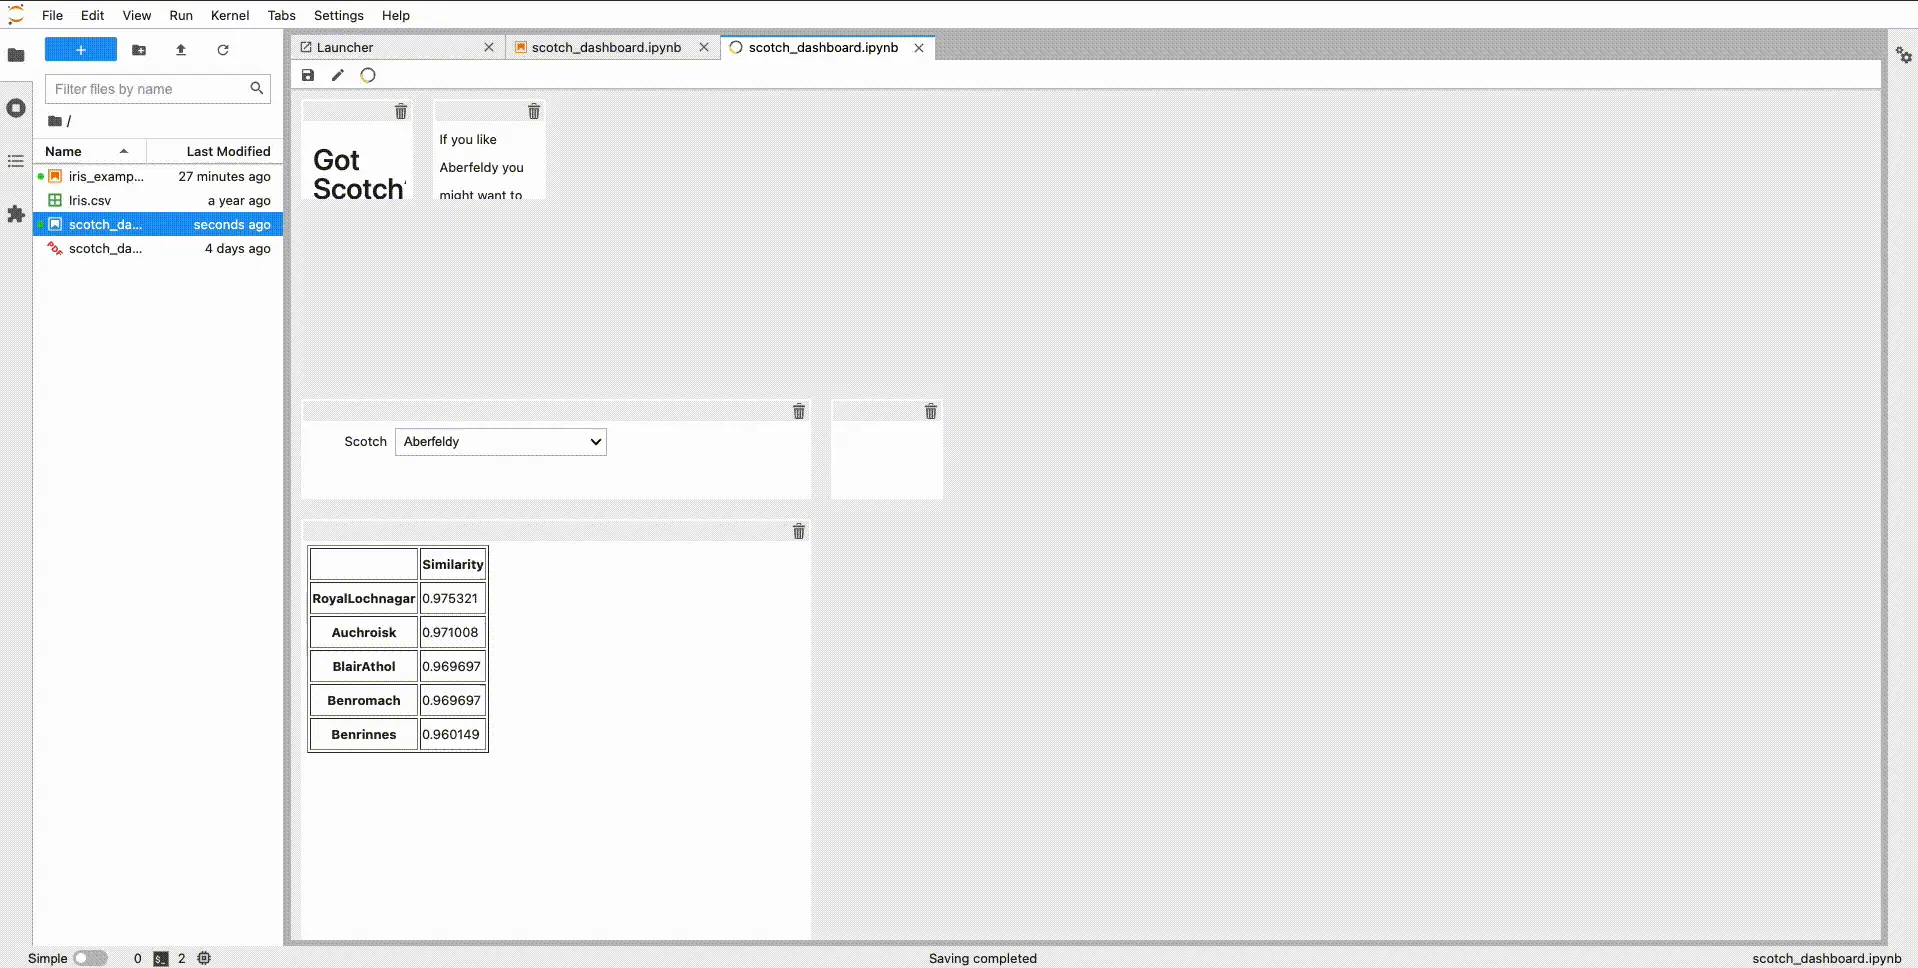 File Edit View Run Kernel Tabs Settings Help
+
Filter files by name
/
Name Last Modified
iris_examp... 27 minutes ago
Iris.csv a year ago
scotch_da... seconds ago
scotch_da... 4 days ago
Launcher scotch_dashboard.ipynb scotch_dashboard.ipynb
Got
Scotch
If you like
Aberfeldy you
might want to
Scotch Aberfeldy
Similarity
RoyalLochnagar 0.975321
Auchroisk 0.971008
BlairAthol 0.969697
Benromach 0.969697
Benrinnes 0.960149
Simple 0 $_ 2 Saving completed scotch_dashboard.ipynb